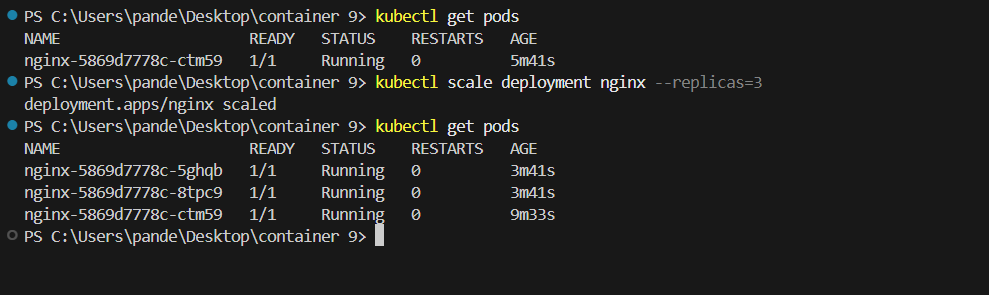 PS C:\Users\pande\Desktop\container 9> kubectl get pods
NAME                     READY   STATUS    RESTARTS   AGE
nginx-5869d7778c-ctm59   1/1     Running   0          5m41s
PS C:\Users\pande\Desktop\container 9> kubectl scale deployment nginx --replicas=3
deployment.apps/nginx scaled
PS C:\Users\pande\Desktop\container 9> kubectl get pods
NAME                     READY   STATUS    RESTARTS   AGE
nginx-5869d7778c-5ghqb   1/1     Running   0          3m41s
nginx-5869d7778c-8tpc9   1/1     Running   0          3m41s
nginx-5869d7778c-ctm59   1/1     Running   0          9m33s
PS C:\Users\pande\Desktop\container 9>